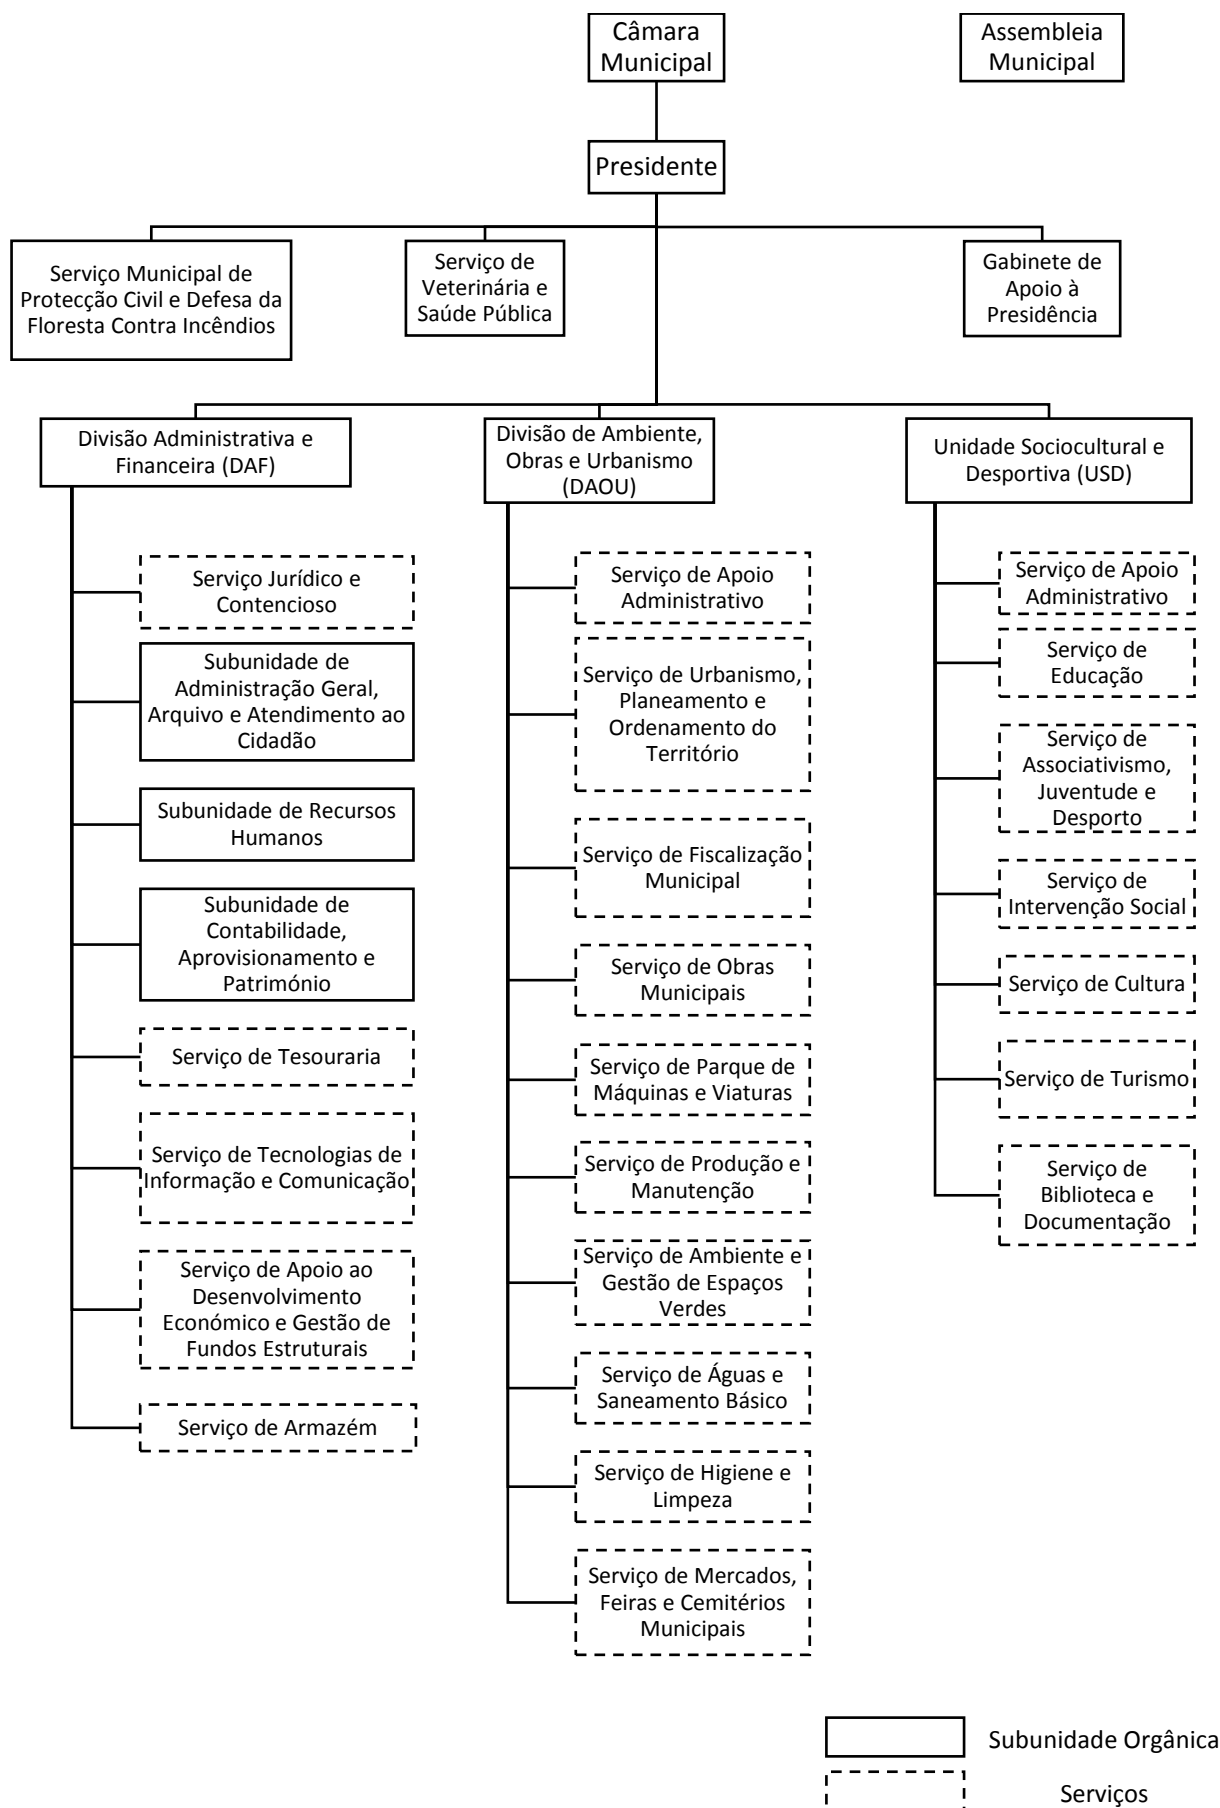 Câmara
Municipal
Assembleia
Municipal
Presidente
Serviço Municipal de
Protecção Civil e Defesa da
Floresta Contra Incêndios
Serviço de
Veterinária e
Saúde Pública
Gabinete de
Apoio à
Presidência
Divisão Administrativa e
Financeira (DAF)
Divisão de Ambiente,
Obras e Urbanismo
(DAOU)
Unidade Sociocultural e
Desportiva (USD)
Serviço Jurídico e
Contencioso
Subunidade de
Administração Geral,
Arquivo e Atendimento ao
Cidadão
Subunidade de Recursos
Humanos
Subunidade de
Contabilidade,
Aprovisionamento e
Património
Serviço de Tesouraria
Serviço de Tecnologias de
Informação e Comunicação
Serviço de Apoio ao
Desenvolvimento
Económico e Gestão de
Fundos Estruturais
Serviço de Armazém
Serviço de Apoio
Administrativo
Serviço de Urbanismo,
Planeamento e
Ordenamento do
Território
Serviço de Fiscalização
Municipal
Serviço de Obras
Municipais
Serviço de Parque de
Máquinas e Viaturas
Serviço de Produção e
Manutenção
Serviço de Ambiente e
Gestão de Espaços
Verdes
Serviço de Águas e
Saneamento Básico
Serviço de Higiene e
Limpeza
Serviço de Mercados,
Feiras e Cemitérios
Municipais
Serviço de Apoio
Administrativo
Serviço de
Educação
Serviço de
Associativismo,
Juventude e
Desporto
Serviço de
Intervenção Social
Serviço de Cultura
Serviço de Turismo
Serviço de
Biblioteca e
Documentação
Subunidade Orgânica
Serviços